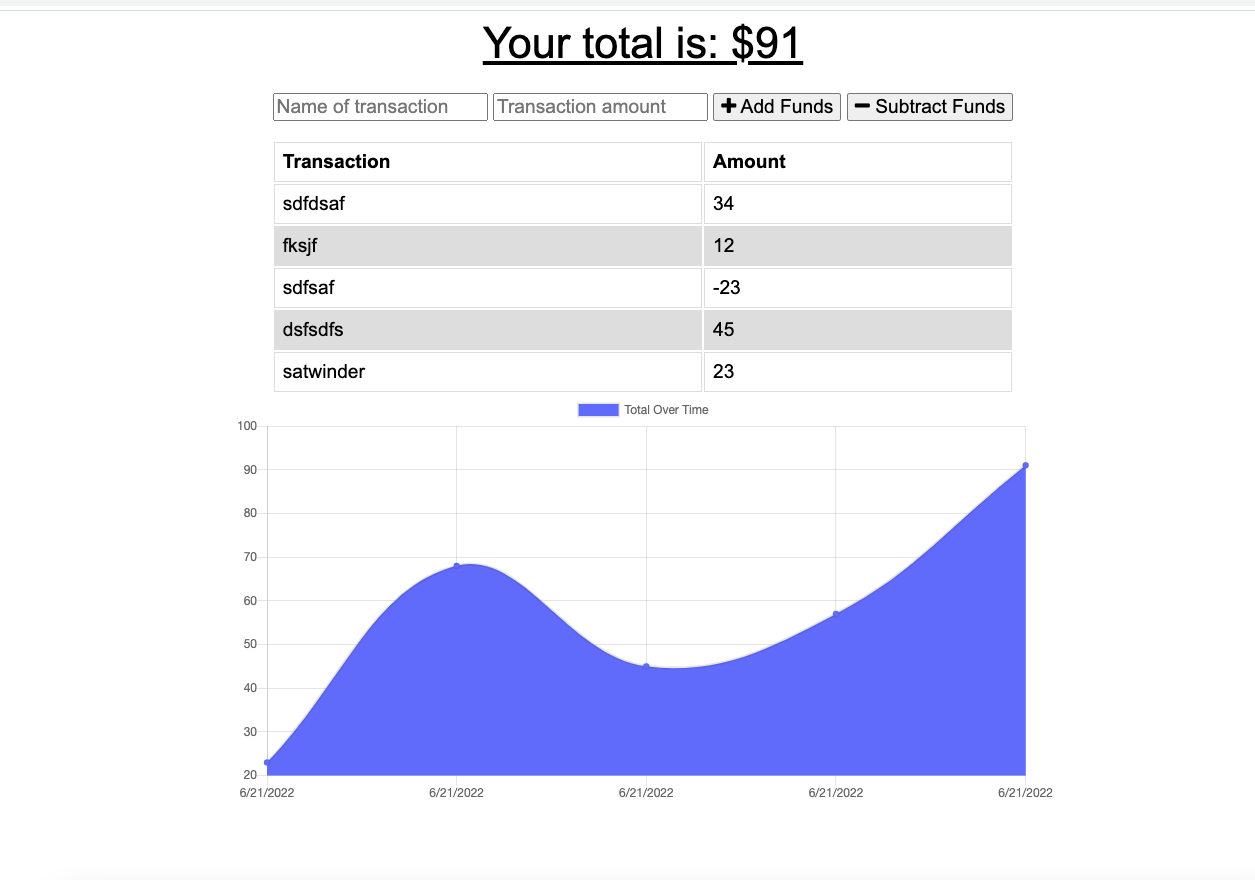 Your total is: $91
Name of transaction Transaction amount Add Funds Subtract Funds
Transaction Amount
sdfdsaf 34
fksjf 12
sdfsaf -23
dsfsdfs 45
satwinder 23
Total Over Time
100
90
80
70
60
50
40
30
20
6/21/2022 6/21/2022 6/21/2022 6/21/2022 6/21/2022